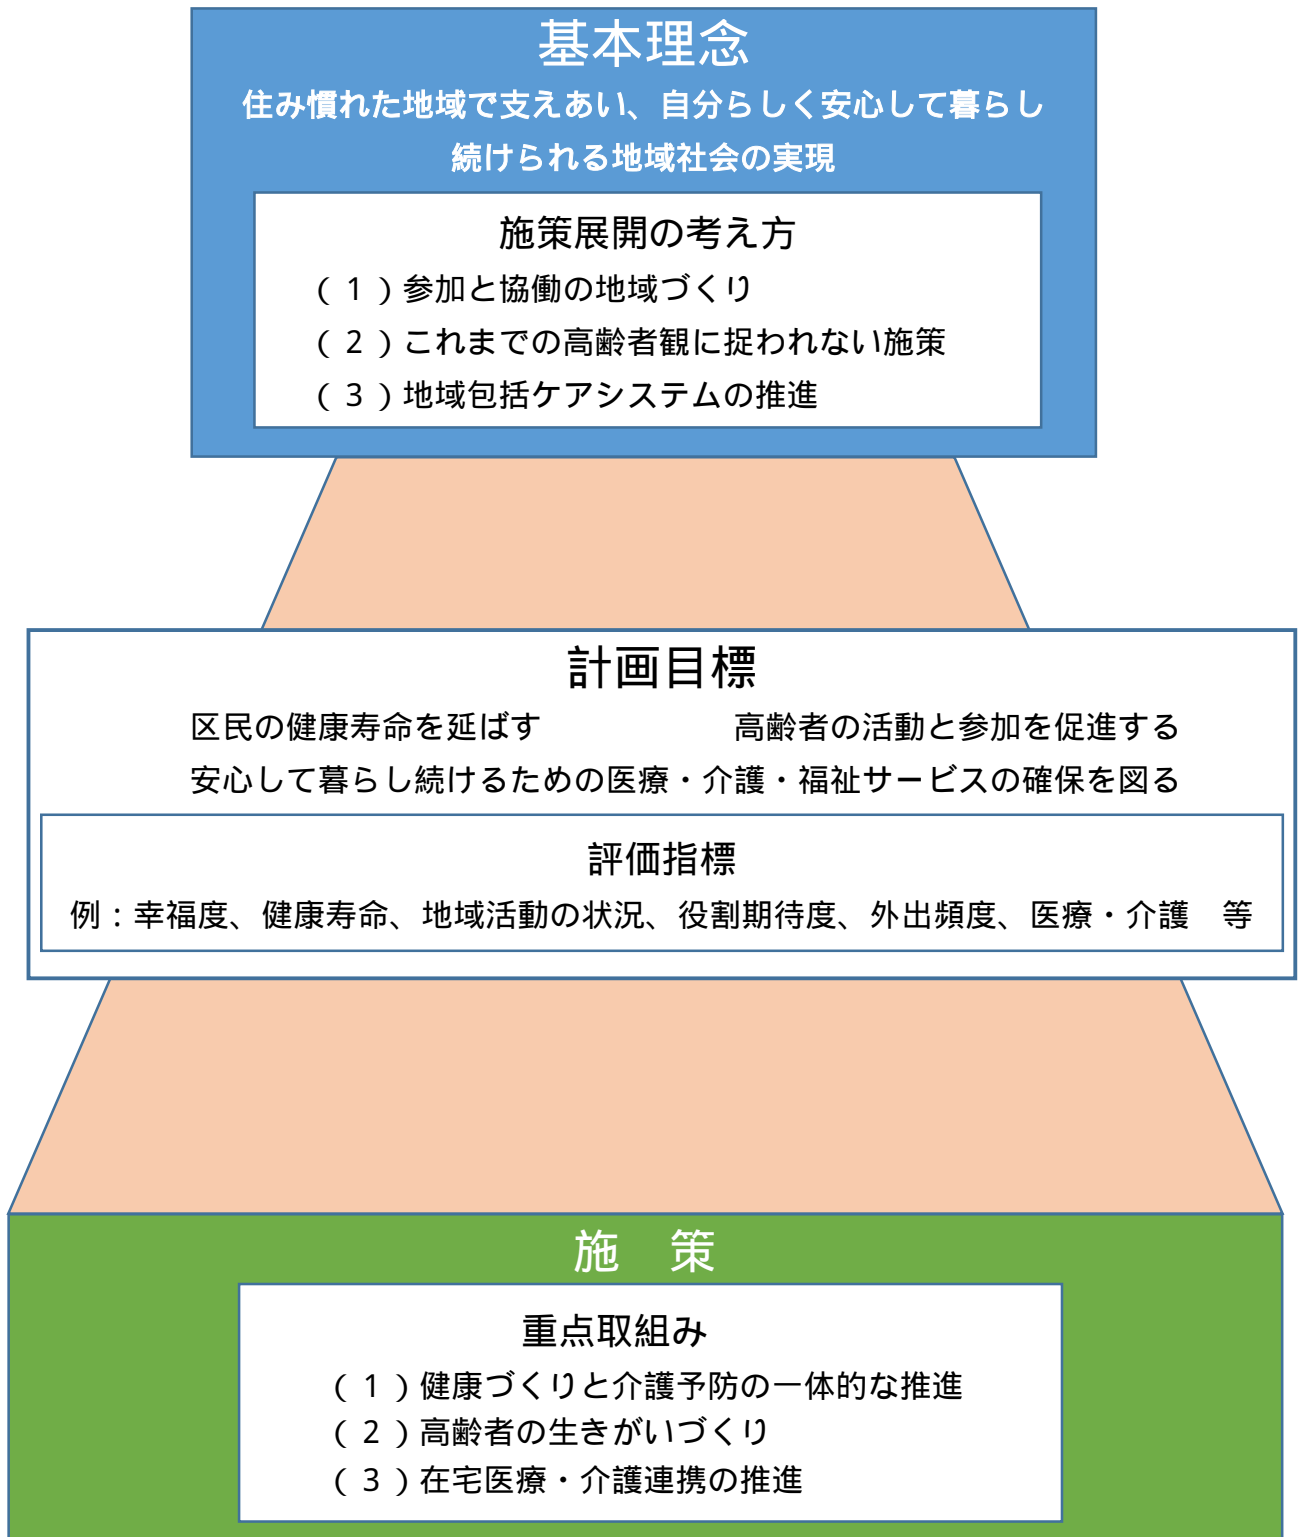 基本理念
住み慣れた地域で支えあい、自分らしく安心して暮らし
続けられる地域社会の実現
施策展開の考え方
（1）参加と協働の地域づくり
（2）これまでの高齢者観に捉われない施策
（3）地域包括ケアシステムの推進
計画目標
区民の健康寿命を延ばす　　　　　　高齢者の活動と参加を促進する
安心して暮らし続けるための医療・介護・福祉サービスの確保を図る
評価指標
例：幸福度、健康寿命、地域活動の状況、役割期待度、外出頻度、医療・介護　等
施　策
重点取組み
（1）健康づくりと介護予防の一体的な推進
（2）高齢者の生きがいづくり
（3）在宅医療・介護連携の推進